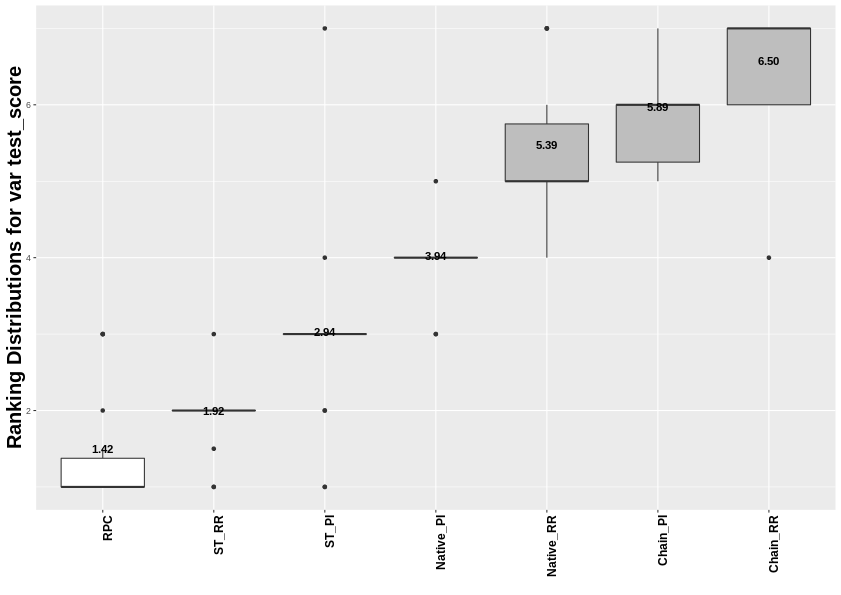 Ranking Distributions for var test_score
6
4
2
1.42
1.92
2.94
3.94
5.39
5.89
6.50
RPC
ST_RR
ST_PI
Native_PI
Native_RR
Chain_PI
Chain_RR